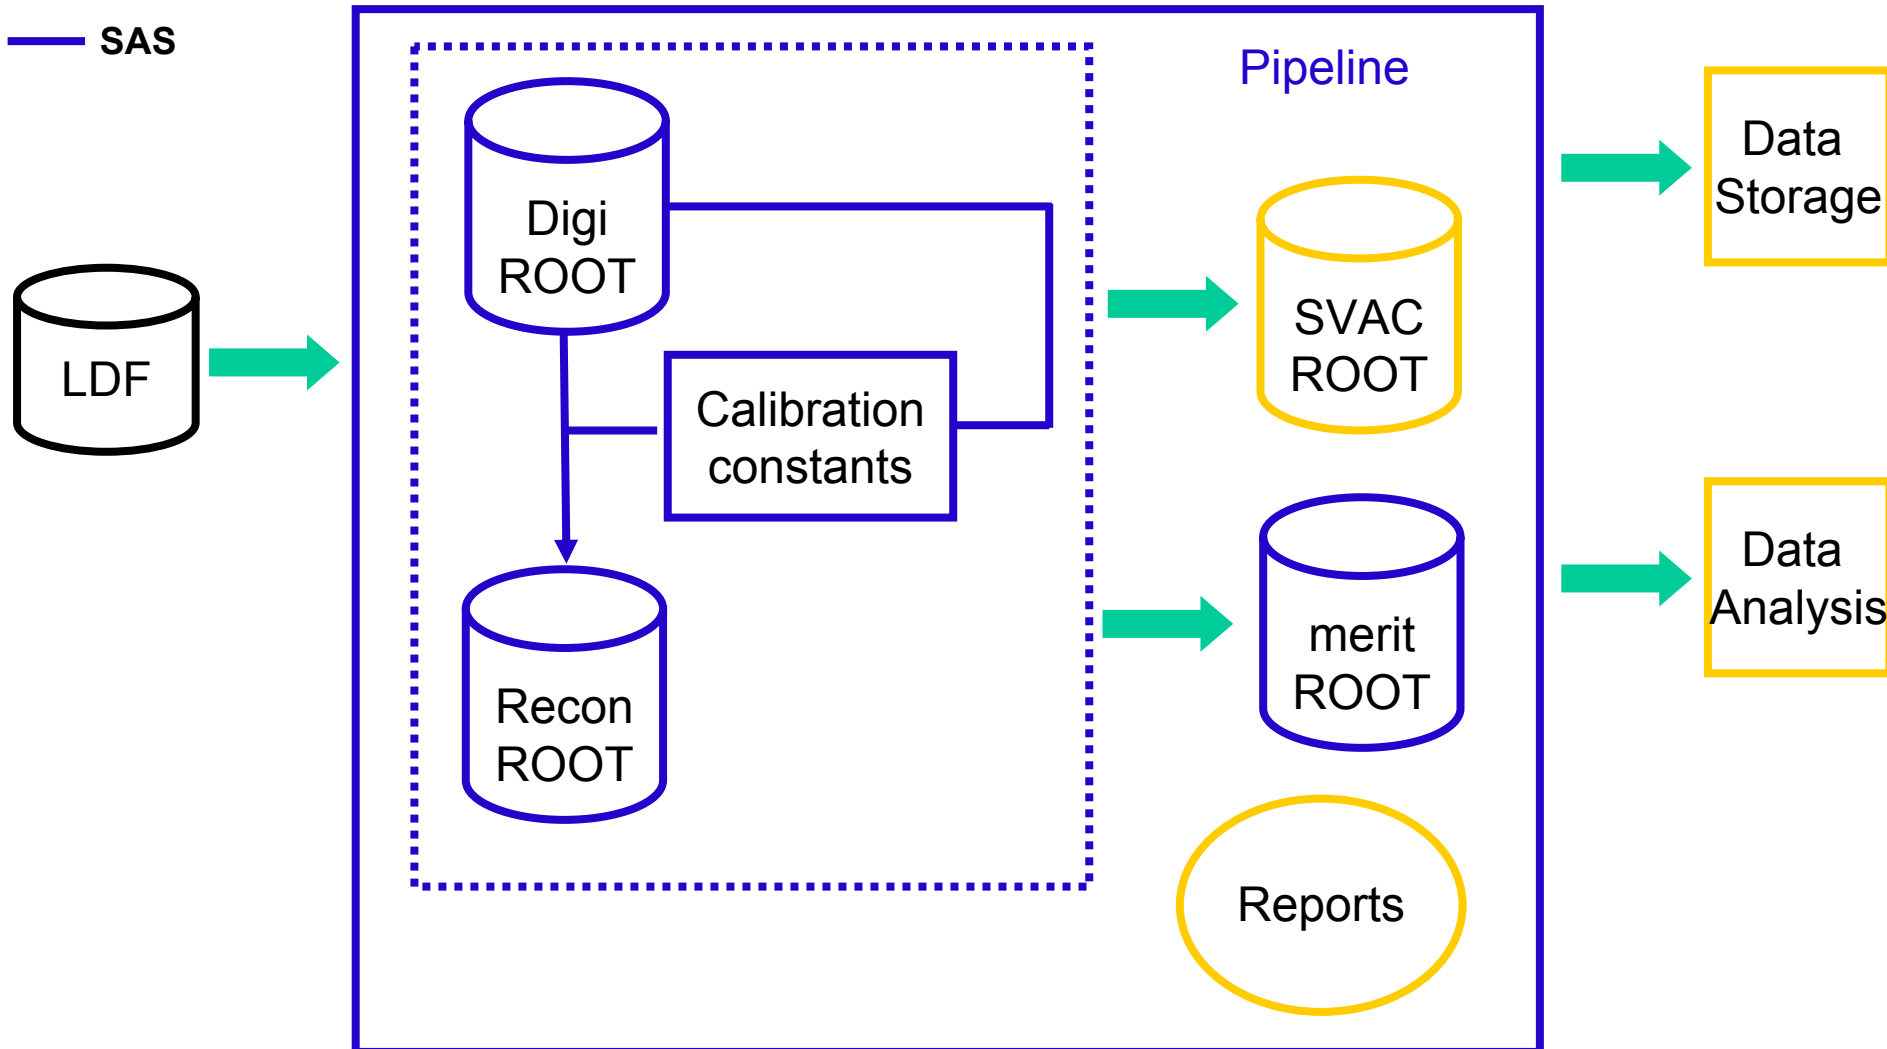 SAS
Pipeline
LDF
Digi
ROOT
Calibration
constants
Recon
ROOT
SVAC
ROOT
merit
ROOT
Reports
Data
Storage
Data
Analysis